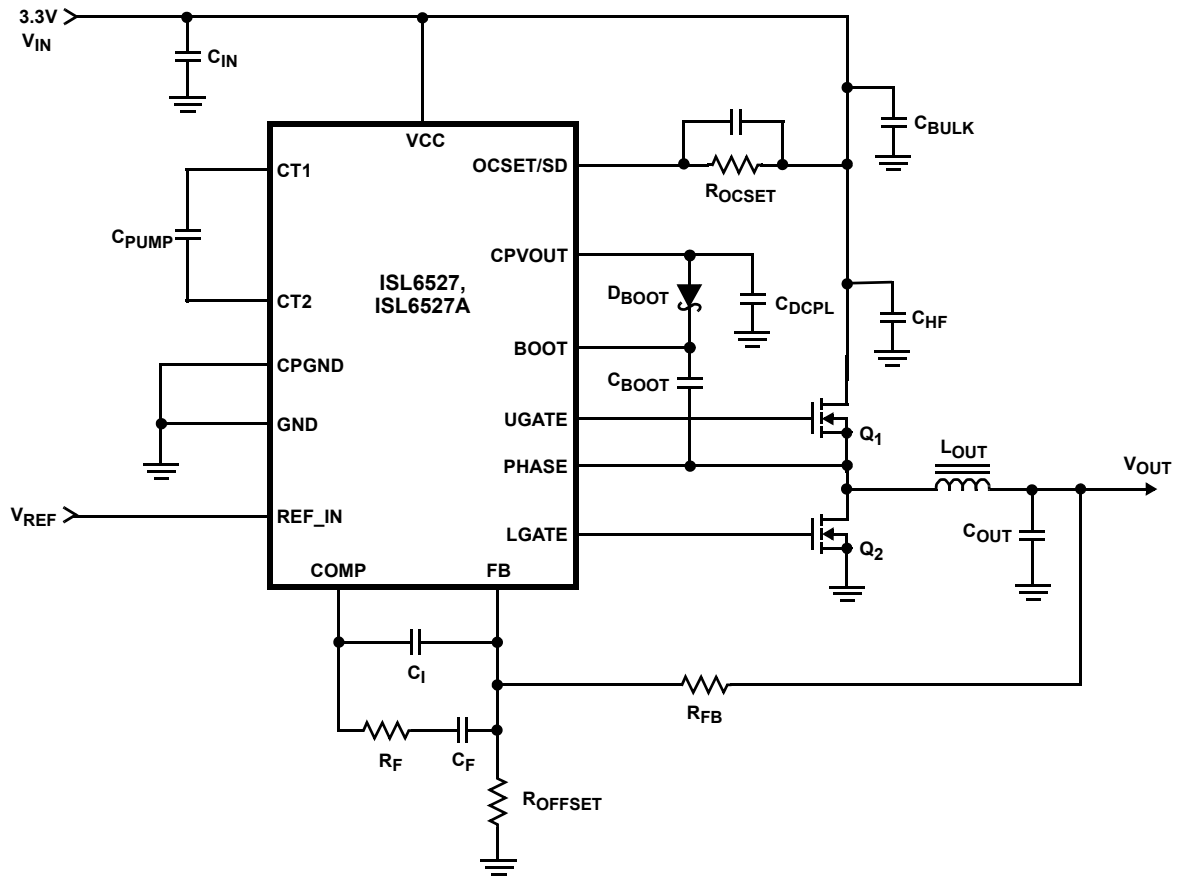 3.3V
VIN
CIN
VCC
CBULK
CT1
OCSET/SD
ROCSET
CPUMP
CPVOUT
ISL6527,
ISL6527A
DBOOT
CDCPL
CT2
CHF
BOOT
CBOOT
CPGND
UGATE
Q1
GND
PHASE
LOUT
VOUT
VREF
REF_IN
LGATE
Q2
COUT
COMP
FB
CI
RFB
RF
CF
ROFFSET